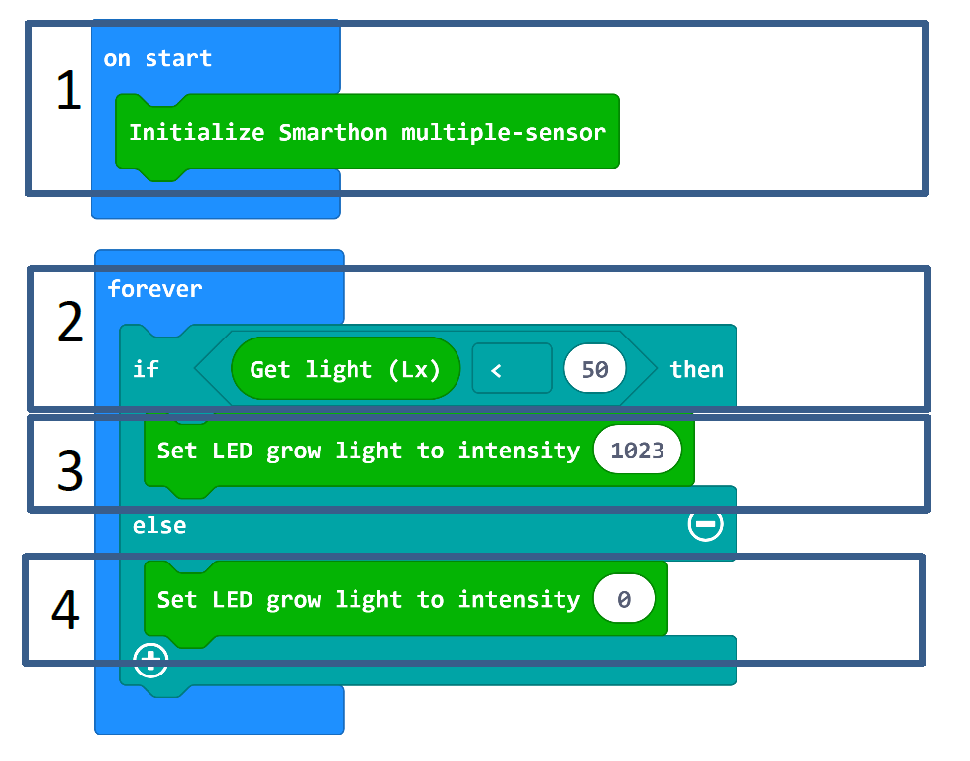 1
on start
Initialize Smarthon multiple-sensor
2
forever
if Get light (Lx) < 50 then
3
Set LED grow light to intensity 1023
else
4
Set LED grow light to intensity 0